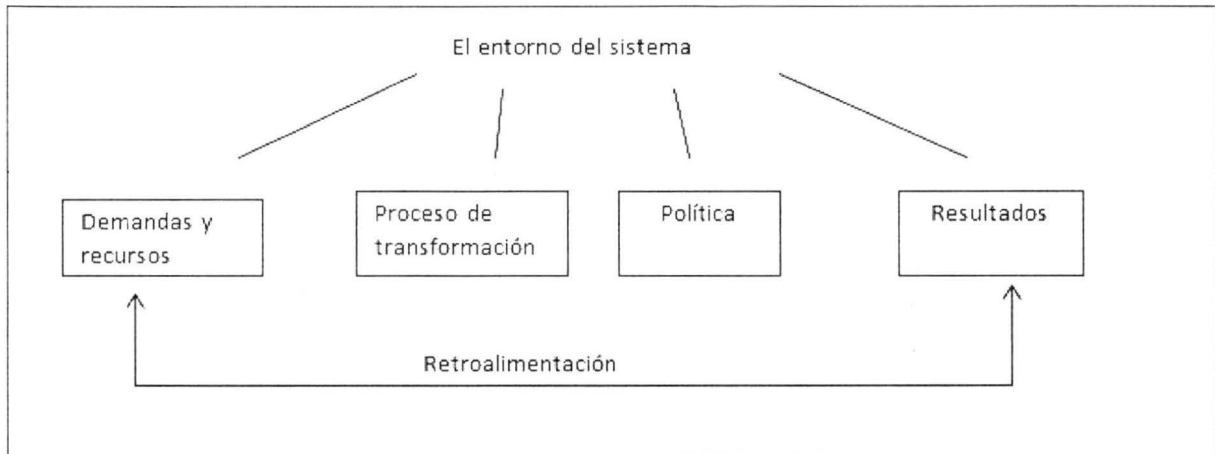 El entorno del sistema
Demandas y
recursos
Proceso de
transformación
Política
Resultados
Retroalimentación